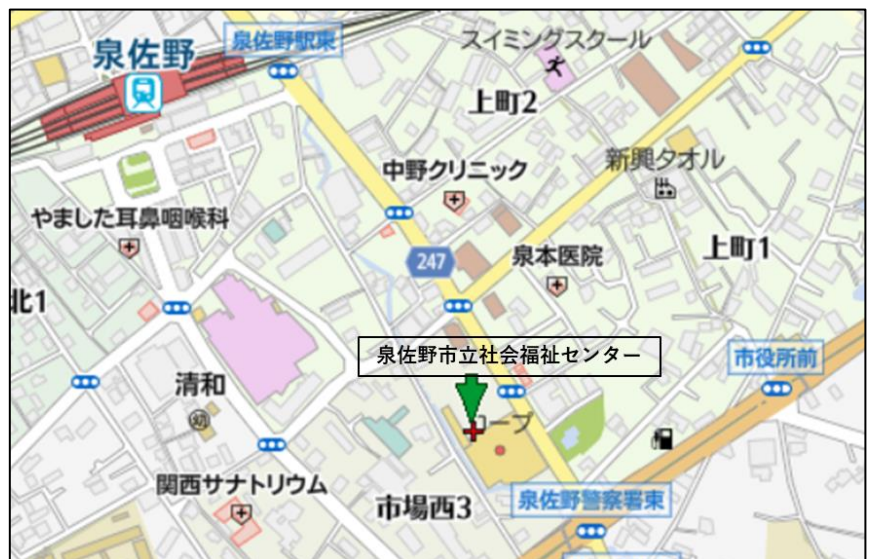 泉佐野
泉佐野駅東
スイミングスクール
上町2
中野クリニック
新興タオル
やました耳鼻咽喉科
247
泉本医院
上町1
北1
泉佐野市立社会福祉センター
市役所前
清和
幼
ープ
関西サナトリウム
市場西3
泉佐野警察署東